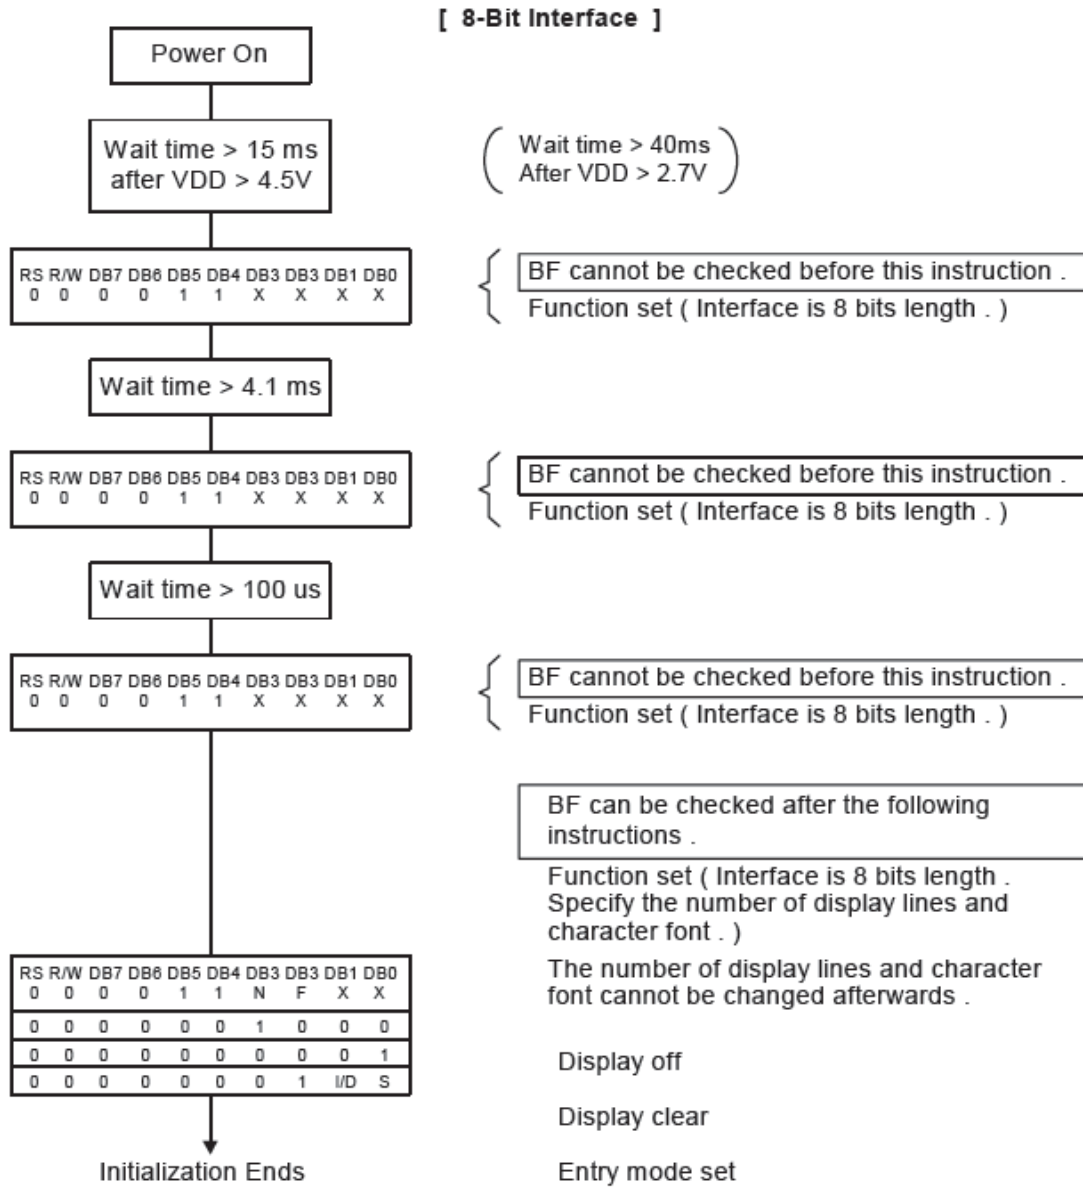 [ 8-Bit Interface ]
Power On
Wait time > 15 ms
after VDD > 4.5V
Wait time > 40ms
After VDD > 2.7V
RS R/W DB7 DB6 DB5 DB4 DB3 DB3 DB1 DB0
0 0 0 0 1 1 X X X X
BF cannot be checked before this instruction .
Function set ( Interface is 8 bits length . )
Wait time > 4.1 ms
RS R/W DB7 DB6 DB5 DB4 DB3 DB3 DB1 DB0
0 0 0 0 1 1 X X X X
BF cannot be checked before this instruction .
Function set ( Interface is 8 bits length . )
Wait time > 100 us
RS R/W DB7 DB6 DB5 DB4 DB3 DB3 DB1 DB0
0 0 0 0 1 1 X X X X
BF cannot be checked before this instruction .
Function set ( Interface is 8 bits length . )
BF can be checked after the following
instructions .
Function set ( Interface is 8 bits length .
Specify the number of display lines and
character font . )
The number of display lines and character
font cannot be changed afterwards .
RS R/W DB7 DB6 DB5 DB4 DB3 DB3 DB1 DB0
0 0 0 0 1 1 N F X X
0 0 0 0 0 0 1 0 0 0
0 0 0 0 0 0 0 0 0 1
0 0 0 0 0 0 0 1 I/D S
Display off
Display clear
Entry mode set
Initialization Ends